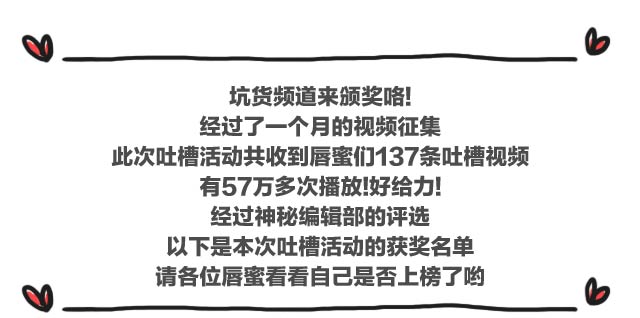 坑货频道来颁奖咯!
经过了一个月的视频征集
此次吐槽活动共收到唇蜜们137条吐槽视频
有57万多次播放!好给力!
经过神秘编辑部的评选
以下是本次吐槽活动的获奖名单
请各位唇蜜看看自己是否上榜了哟